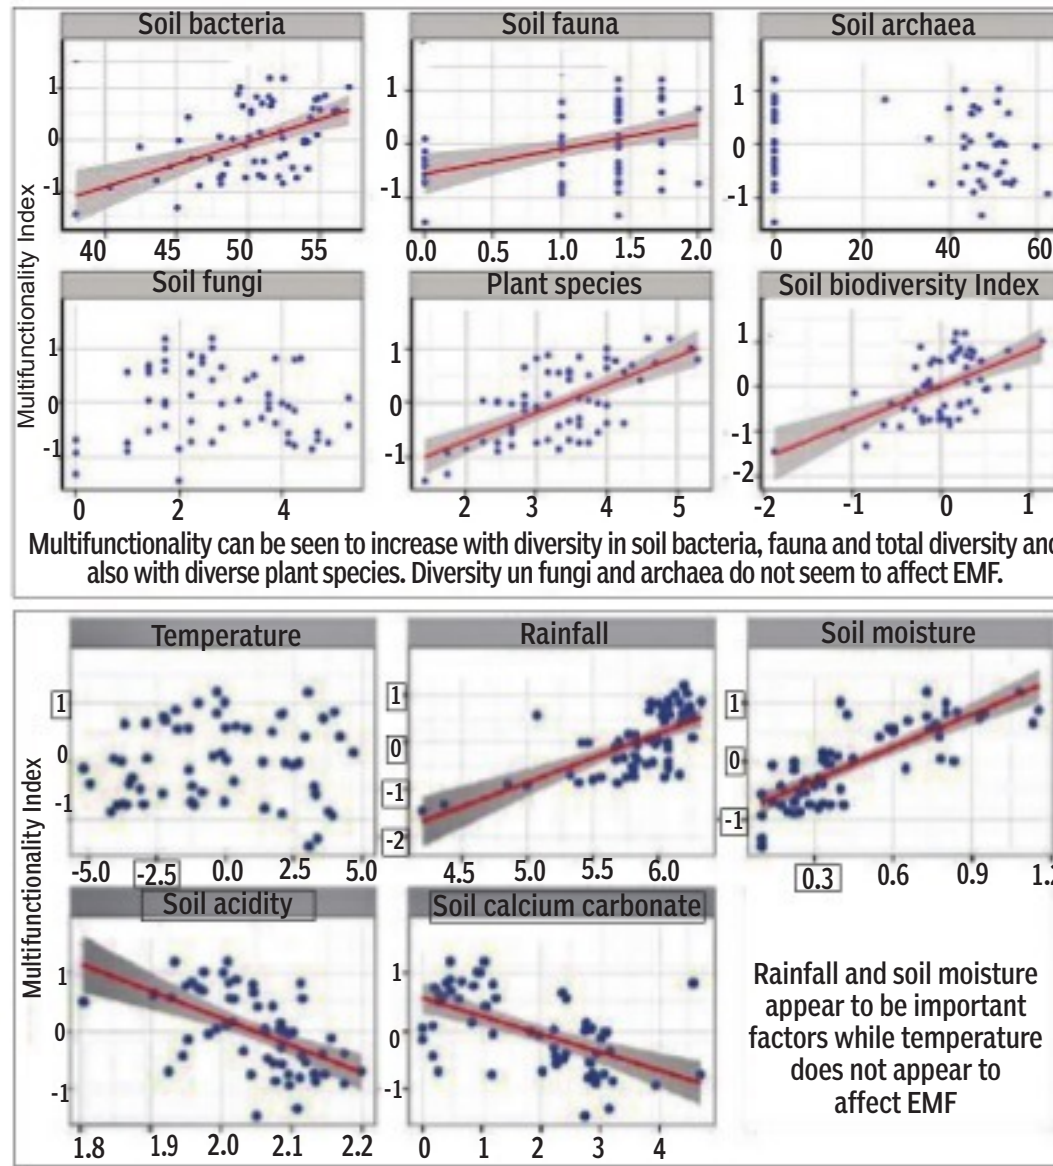 Soil bacteria
Soil fauna
Soil archaea
Multifunctionality Index
1
0
-1
40 45 50 55
1
0
-1
0.0 0.5 1.0 1.5 2.0
1
0
-1
0 20 40 60
Soil fungi
Plant species
Soil biodiversity Index
1
0
-1
0 2 4
1
0
-1
2 3 4 5
1
0
-1
-2
-2 -1 0 1
Multifunctionality can be seen to increase with diversity in soil bacteria, fauna and total diversity and
also with diverse plant species. Diversity un fungi and archaea do not seem to affect EMF.
Temperature
Rainfall
Soil moisture
Multifunctionality Index
1
0
-1
-5.0 -2.5 0.0 2.5 5.0
1
0
-1
-2
4.5 5.0 5.5 6.0
1
0
-1
0.3 0.6 0.9 1.2
Soil acidity
Soil calcium carbonate
1
0
-1
1.8 1.9 2.0 2.1 2.2
1
0
-1
0 1 2 3 4
Rainfall and soil moisture
appear to be important
factors while temperature
does not appear to
affect EMF